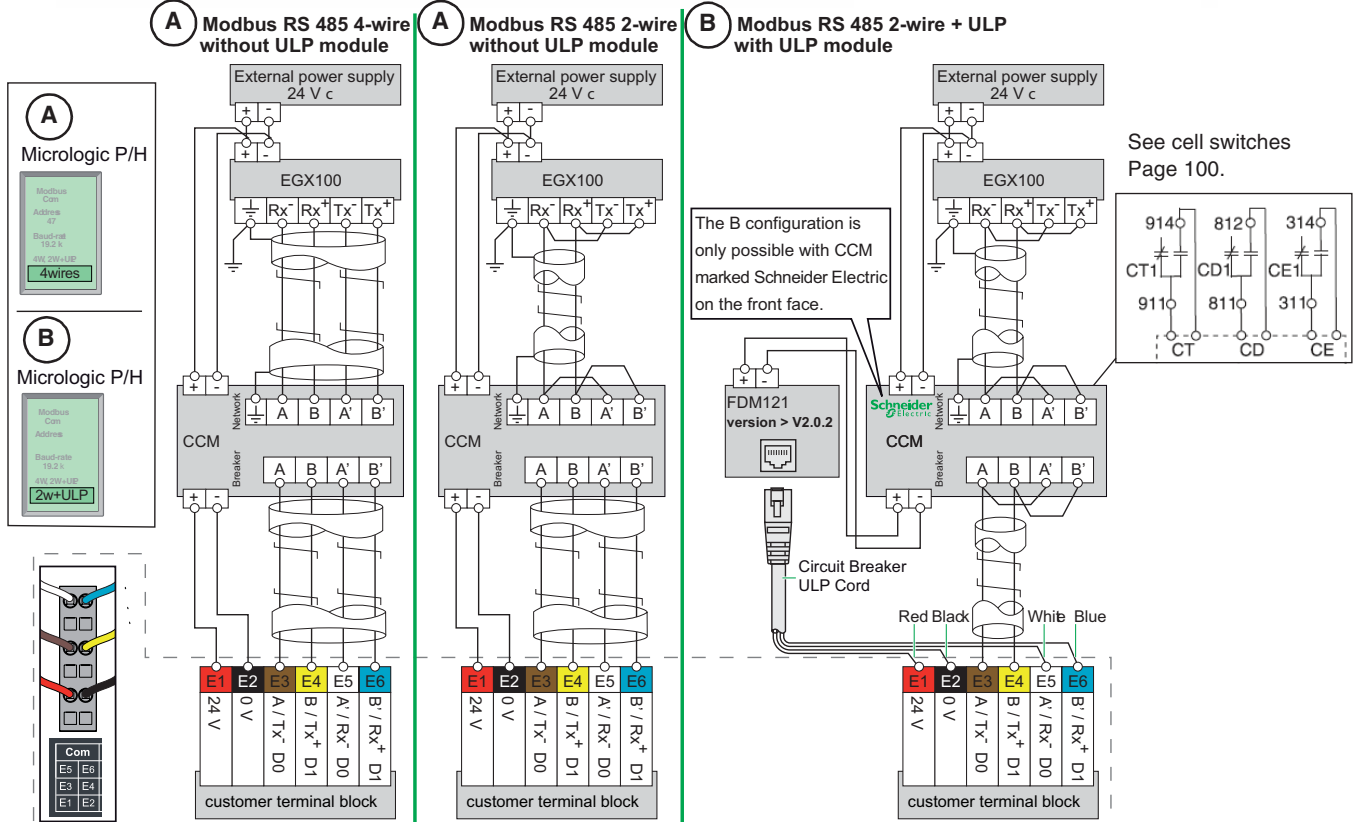 A
Modbus RS 485 4-wire
without ULP module
External power supply
24 V c
+ -
+ -
EGX100
Rx- Rx+ Tx- Tx+
+ -
Network
A B A' B'
CCM
Breaker
A B A' B'
+ -
E1 E2 E3 E4 E5 E6
24 V
0 V
A / Tx- D0
B / Tx+ D1
A' / Rx- D0
B' / Rx+ D1
customer terminal block
A
Modbus RS 485 2-wire
without ULP module
External power supply
24 V c
+ -
+ -
EGX100
Rx- Rx+ Tx- Tx+
+ -
Network
A B A' B'
CCM
Breaker
A B A' B'
+ -
E1 E2 E3 E4 E5 E6
24 V
0 V
A / Tx- D0
B / Tx+ D1
A' / Rx- D0
B' / Rx+ D1
customer terminal block
B
Modbus RS 485 2-wire + ULP
with ULP module
External power supply
24 V c
+ -
+ -
EGX100
Rx- Rx+ Tx- Tx+
The B configuration is
only possible with CCM
marked Schneider Electric
on the front face.
+ -
FDM121
version > V2.0.2
+ -
Schneider
Electric
Network
A B A' B'
CCM
Breaker
A B A' B'
+ -
Circuit Breaker
ULP Cord
Red Black White Blue
E1 E2 E3 E4 E5 E6
24 V
0 V
A / Tx- D0
B / Tx+ D1
A' / Rx- D0
B' / Rx+ D1
customer terminal block
See cell switches
Page 100.
914 812 314
CT1 CD1 CE1
911 811 311
CT CD CE
A
Micrologic P/H
Modbus
Com
Address
47
Baud-rat
19.2 k
4W, 2W+ULP
4wires
B
Micrologic P/H
Modbus
Com
Address
Baud-rate
19.2 k
4W, 2W+ULP
2w+ULP
Com
E5 E6
E3 E4
E1 E2